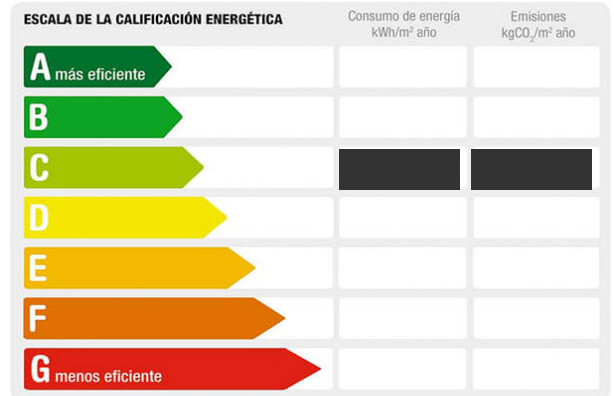 ESCALA DE LA CALIFICACIÓN ENERGÉTICA
Consumo de energía
kWh/m² año
Emisiones
kgCO₂/m² año
A más eficiente
B
C
D
E
F
G menos eficiente